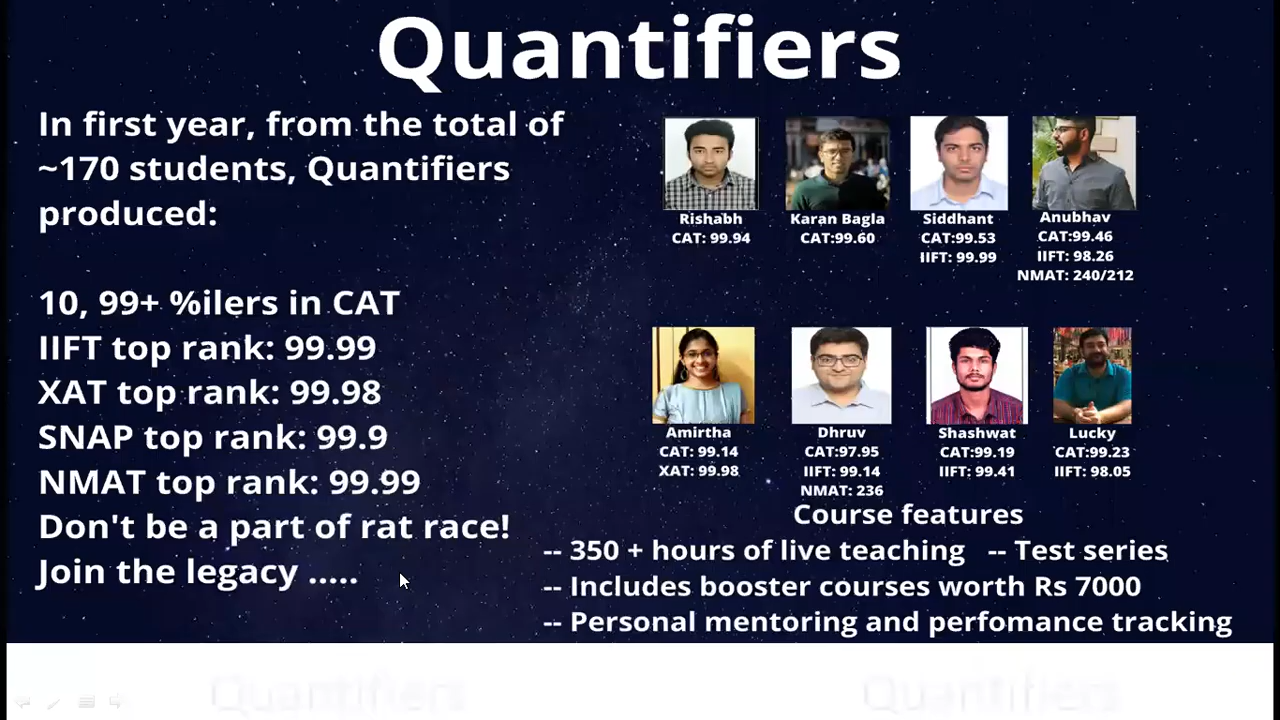 Quantifiers
In first year, from the total of
~170 students, Quantifiers
produced:
10, 99+ %ilers in CAT
IIFT top rank: 99.99
XAT top rank: 99.98
SNAP top rank: 99.9
NMAT top rank: 99.99
Don't be a part of rat race!
Join the legacy .....
Rishabh
CAT: 99.94
Karan Bagla
CAT:99.60
Siddhant
CAT:99.53
IIFT: 99.99
Anubhav
CAT:99.46
IIFT: 98.26
NMAT: 240/212
Amirtha
CAT: 99.14
XAT: 99.98
Dhruv
CAT:97.95
IIFT: 99.14
NMAT: 236
Shashwat
CAT:99.19
IIFT: 99.41
Lucky
CAT:99.23
IIFT: 98.05
Course features
-- 350 + hours of live teaching -- Test series
-- Includes booster courses worth Rs 7000
-- Personal mentoring and perfomance tracking
Quantifiers Quantifiers